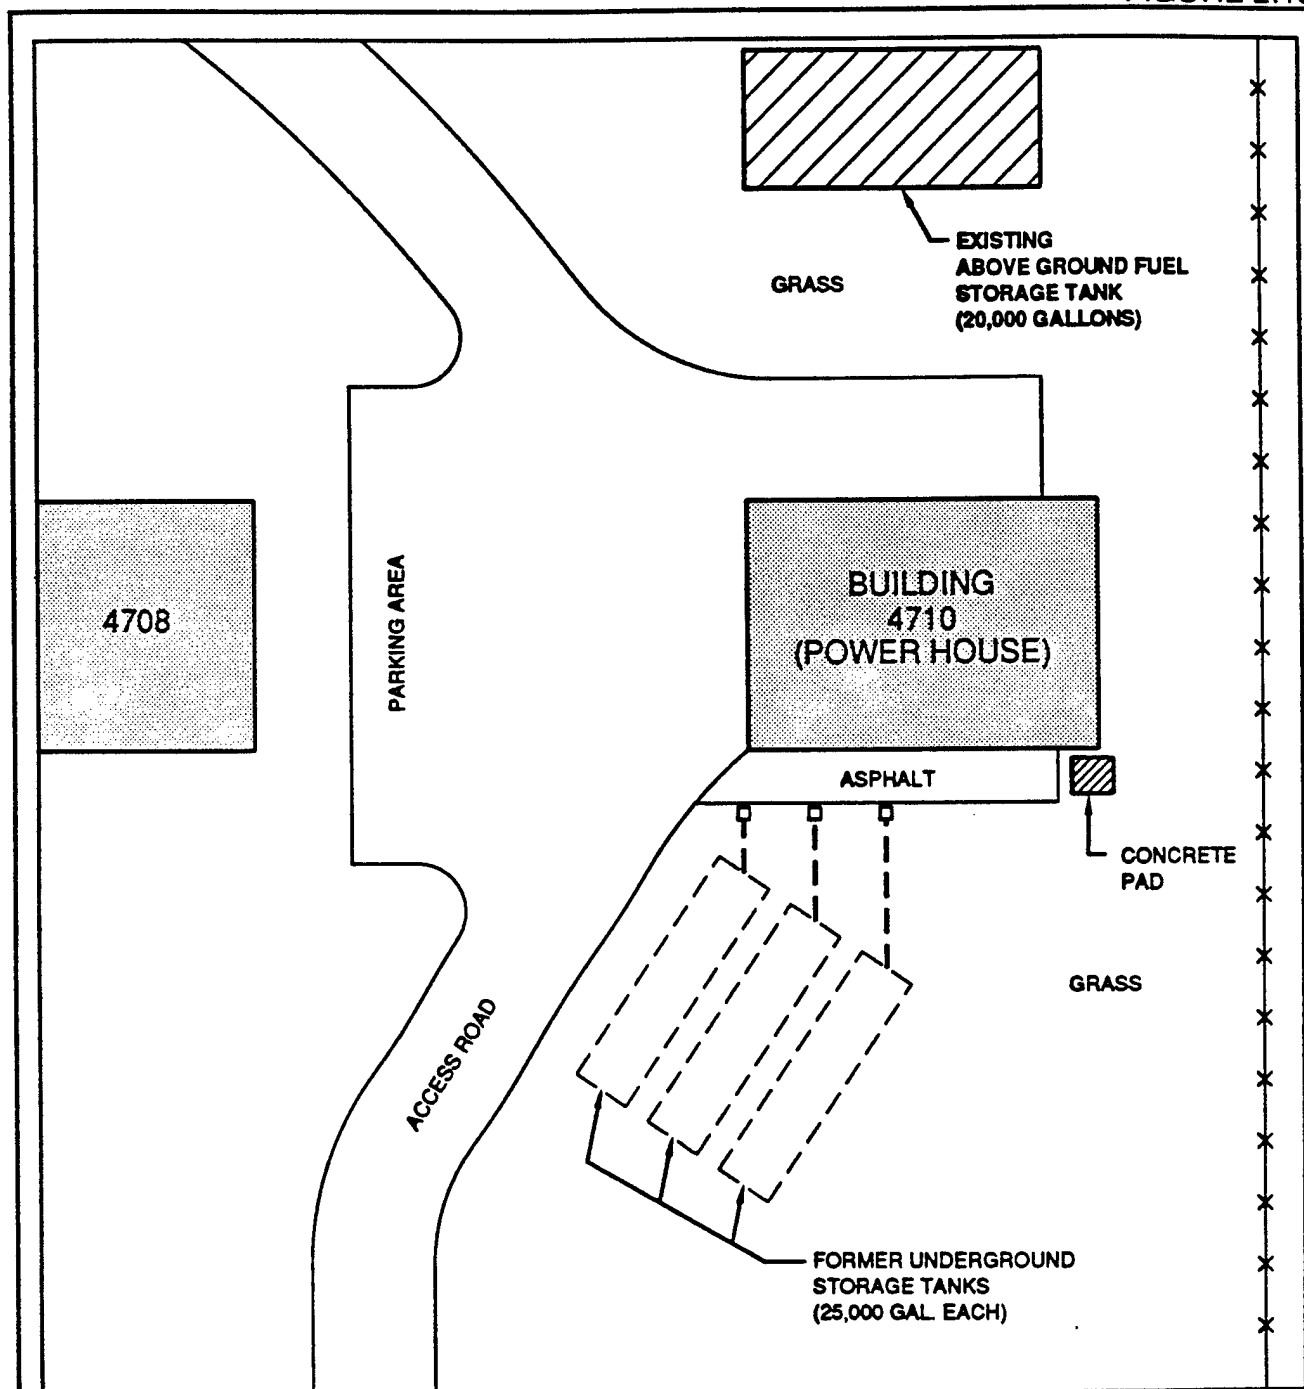 EXISTING
ABOVE GROUND FUEL
STORAGE TANK
(20,000 GALLONS)
GRASS
PARKING AREA
4708
BUILDING
4710
(POWER HOUSE)
ASPHALT
CONCRETE
PAD
GRASS
ACCESS ROAD
FORMER UNDERGROUND
STORAGE TANKS
(25,000 GAL. EACH)